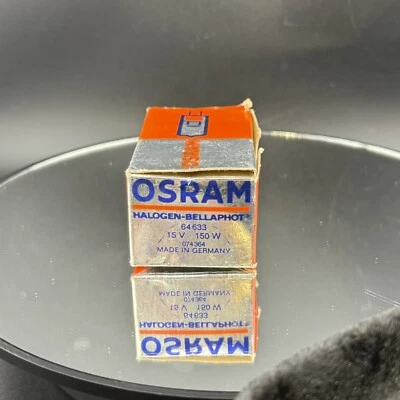 OSRAM
HALOGEN-BELLAPHOT®
64633
15 V 150 W
074364
MADE IN GERMANY